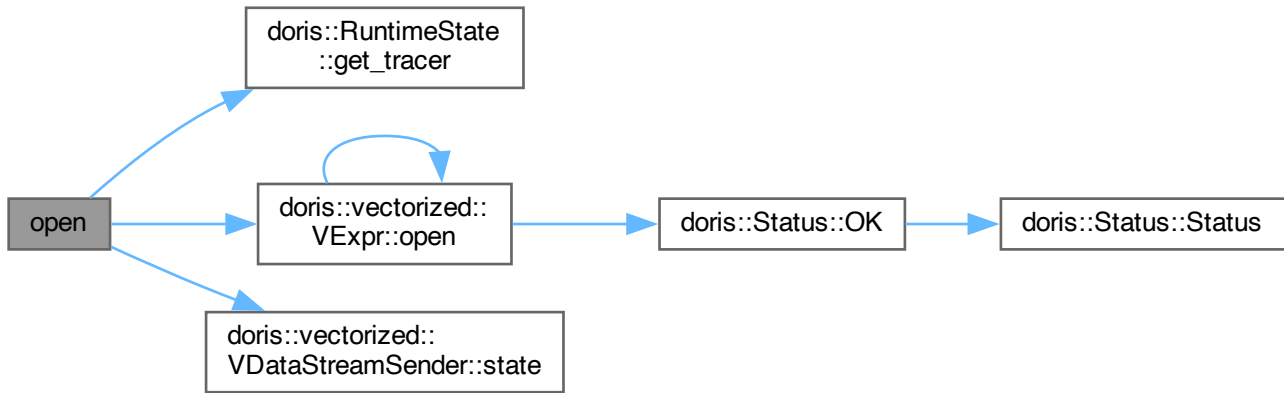 doris::RuntimeState
::get_tracer
open
doris::vectorized::
VExpr::open
doris::Status::OK
doris::Status::Status
doris::vectorized::
VDataStreamSender::state